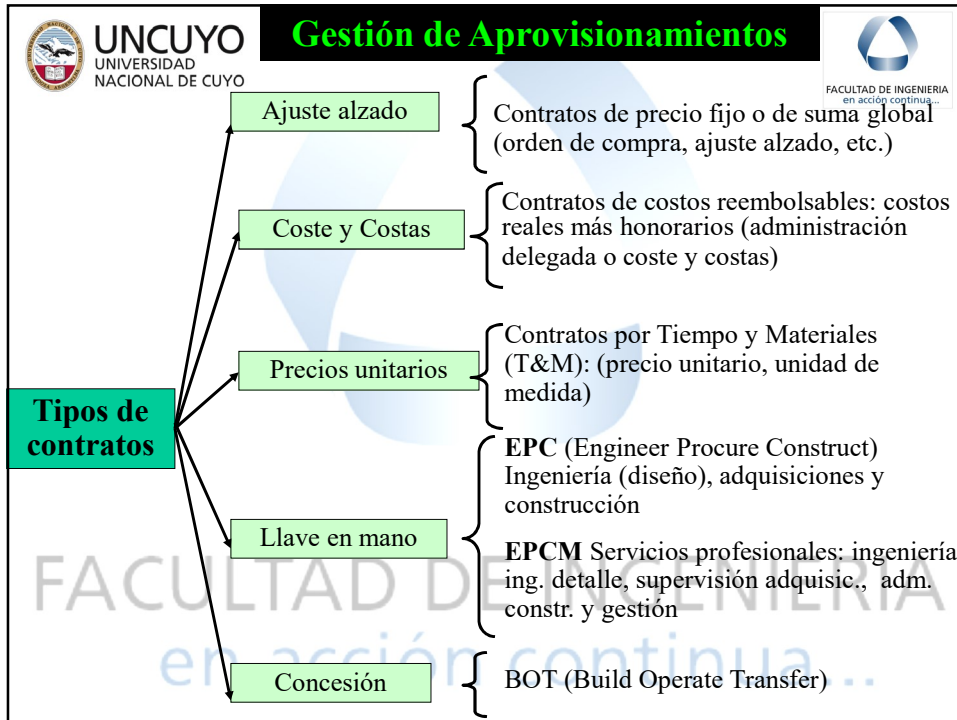 UNCUYO
UNIVERSIDAD
NACIONAL DE CUYO
Gestión de Aprovisionamientos
FACULTAD DE INGENIERIA
en acción continua...
Ajuste alzado
Contratos de precio fijo o de suma global
(orden de compra, ajuste alzado, etc.)
Coste y Costas
Contratos de costos reembolsables: costos
reales más honorarios (administración
delegada o coste y costas)
Precios unitarios
Contratos por Tiempo y Materiales
(T&M): (precio unitario, unidad de
medida)
Tipos de
contratos
Llave en mano
EPC (Engineer Procure Construct)
Ingeniería (diseño), adquisiciones y
construcción
EPCM Servicios profesionales: ingeniería
ing. detalle, supervisión adquisic., adm.
constr. y gestión
Concesión
BOT (Build Operate Transfer)
FACULTAD DE INGENIERIA
en acción continua...